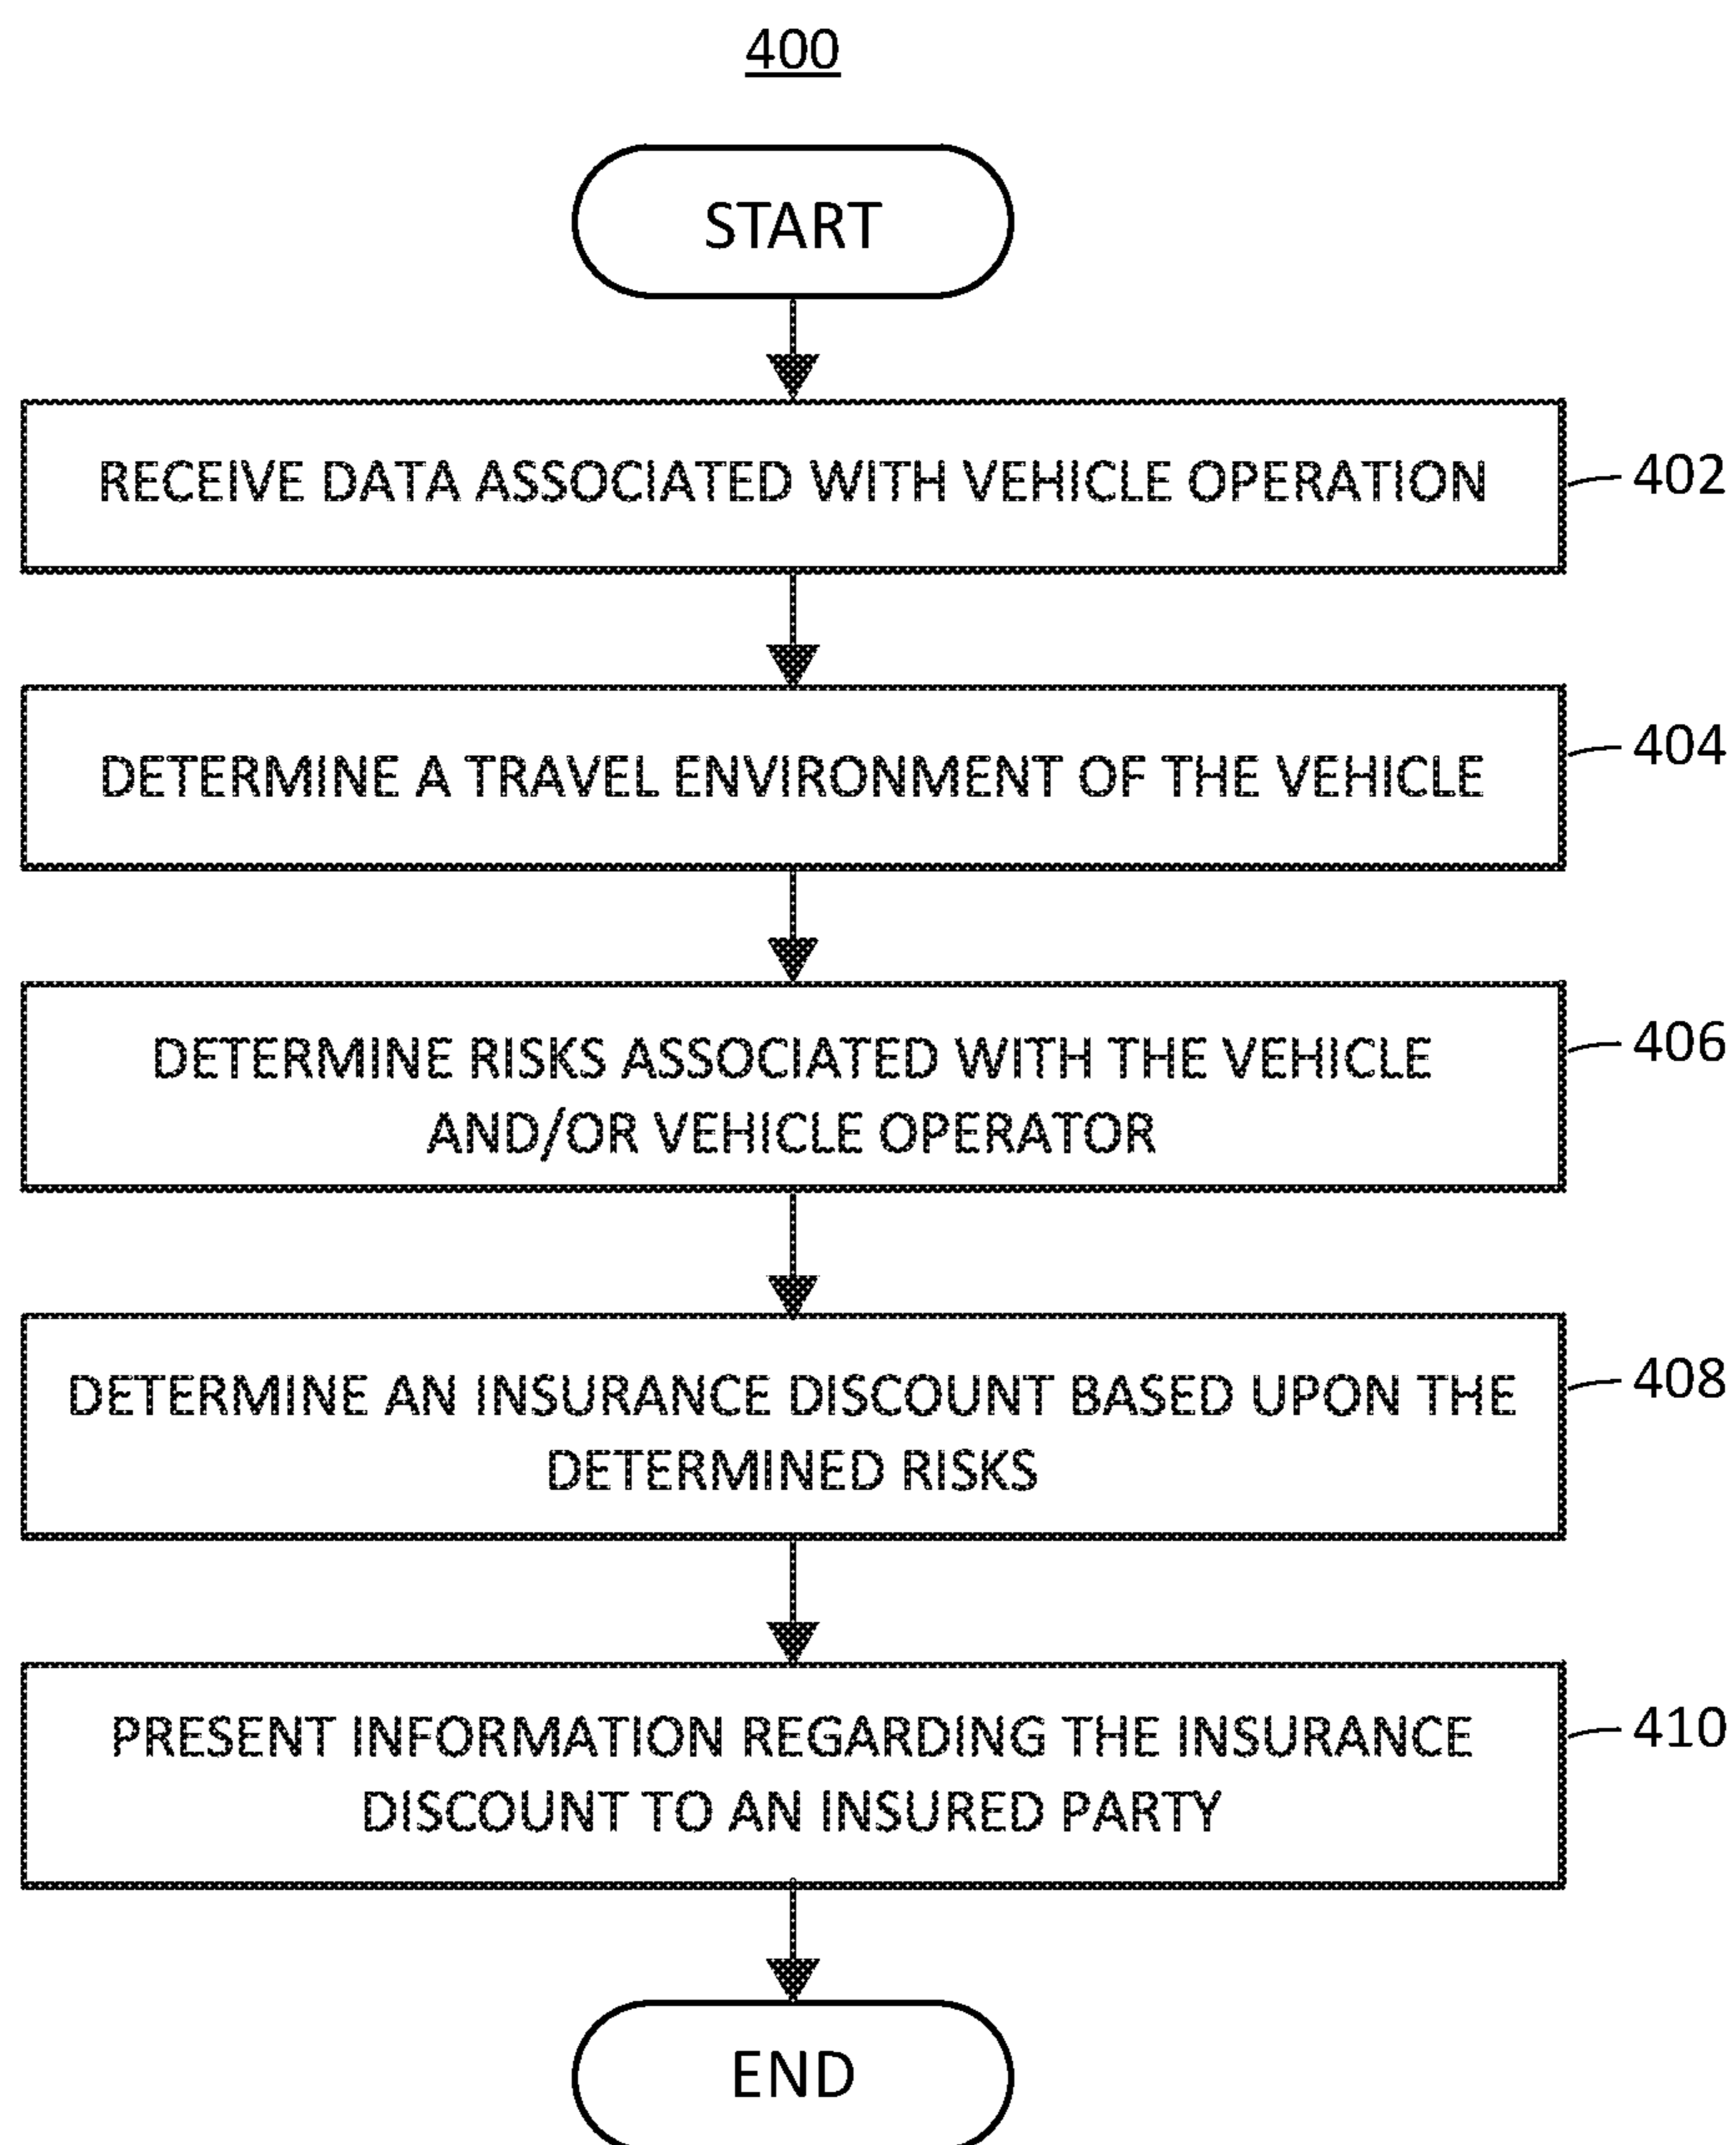 400
START
RECEIVE DATA ASSOCIATED WITH VEHICLE OPERATION
402
DETERMINE A TRAVEL ENVIRONMENT OF THE VEHICLE
404
DETERMINE RISKS ASSOCIATED WITH THE VEHICLE
AND/OR VEHICLE OPERATOR
406
DETERMINE AN INSURANCE DISCOUNT BASED UPON THE
DETERMINED RISKS
408
PRESENT INFORMATION REGARDING THE INSURANCE
DISCOUNT TO AN INSURED PARTY
410
END